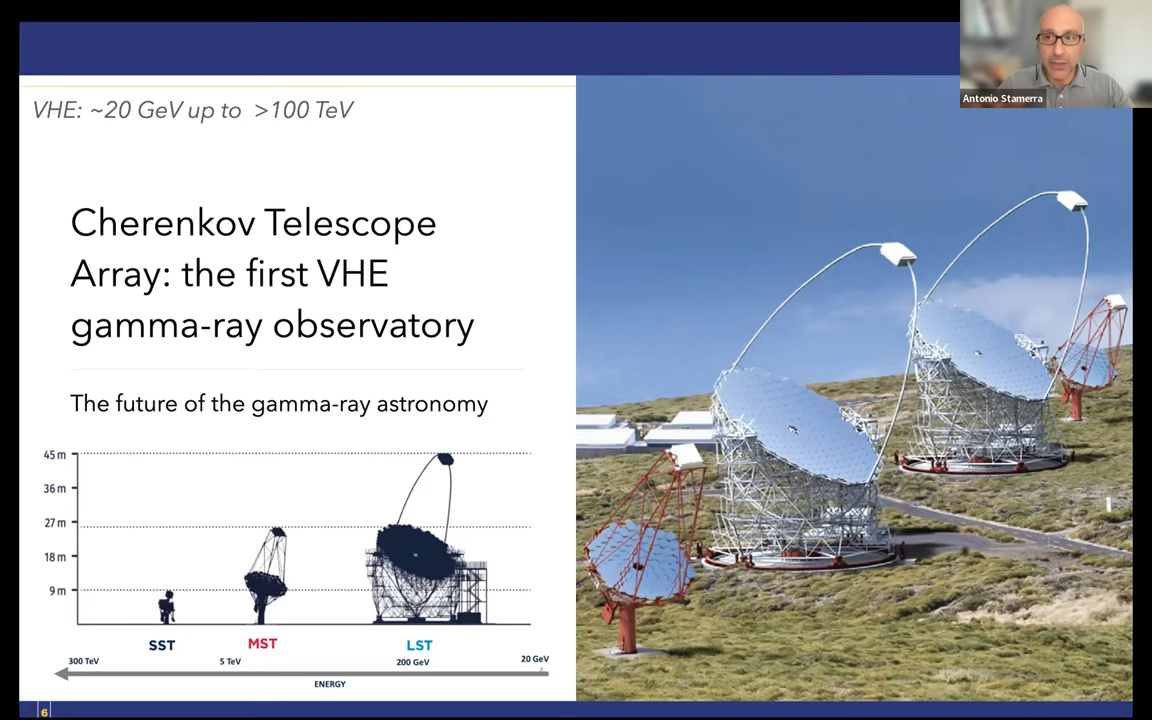 Antonio Stamerra
VHE: ~20 GeV up to >100 TeV
Cherenkov Telescope
Array: the first VHE
gamma-ray observatory
The future of the gamma-ray astronomy
45 m
36 m
27 m
18 m
9 m
SST MST LST
300 TeV 5 TeV 200 GeV 20 GeV
4
ENERGY
6